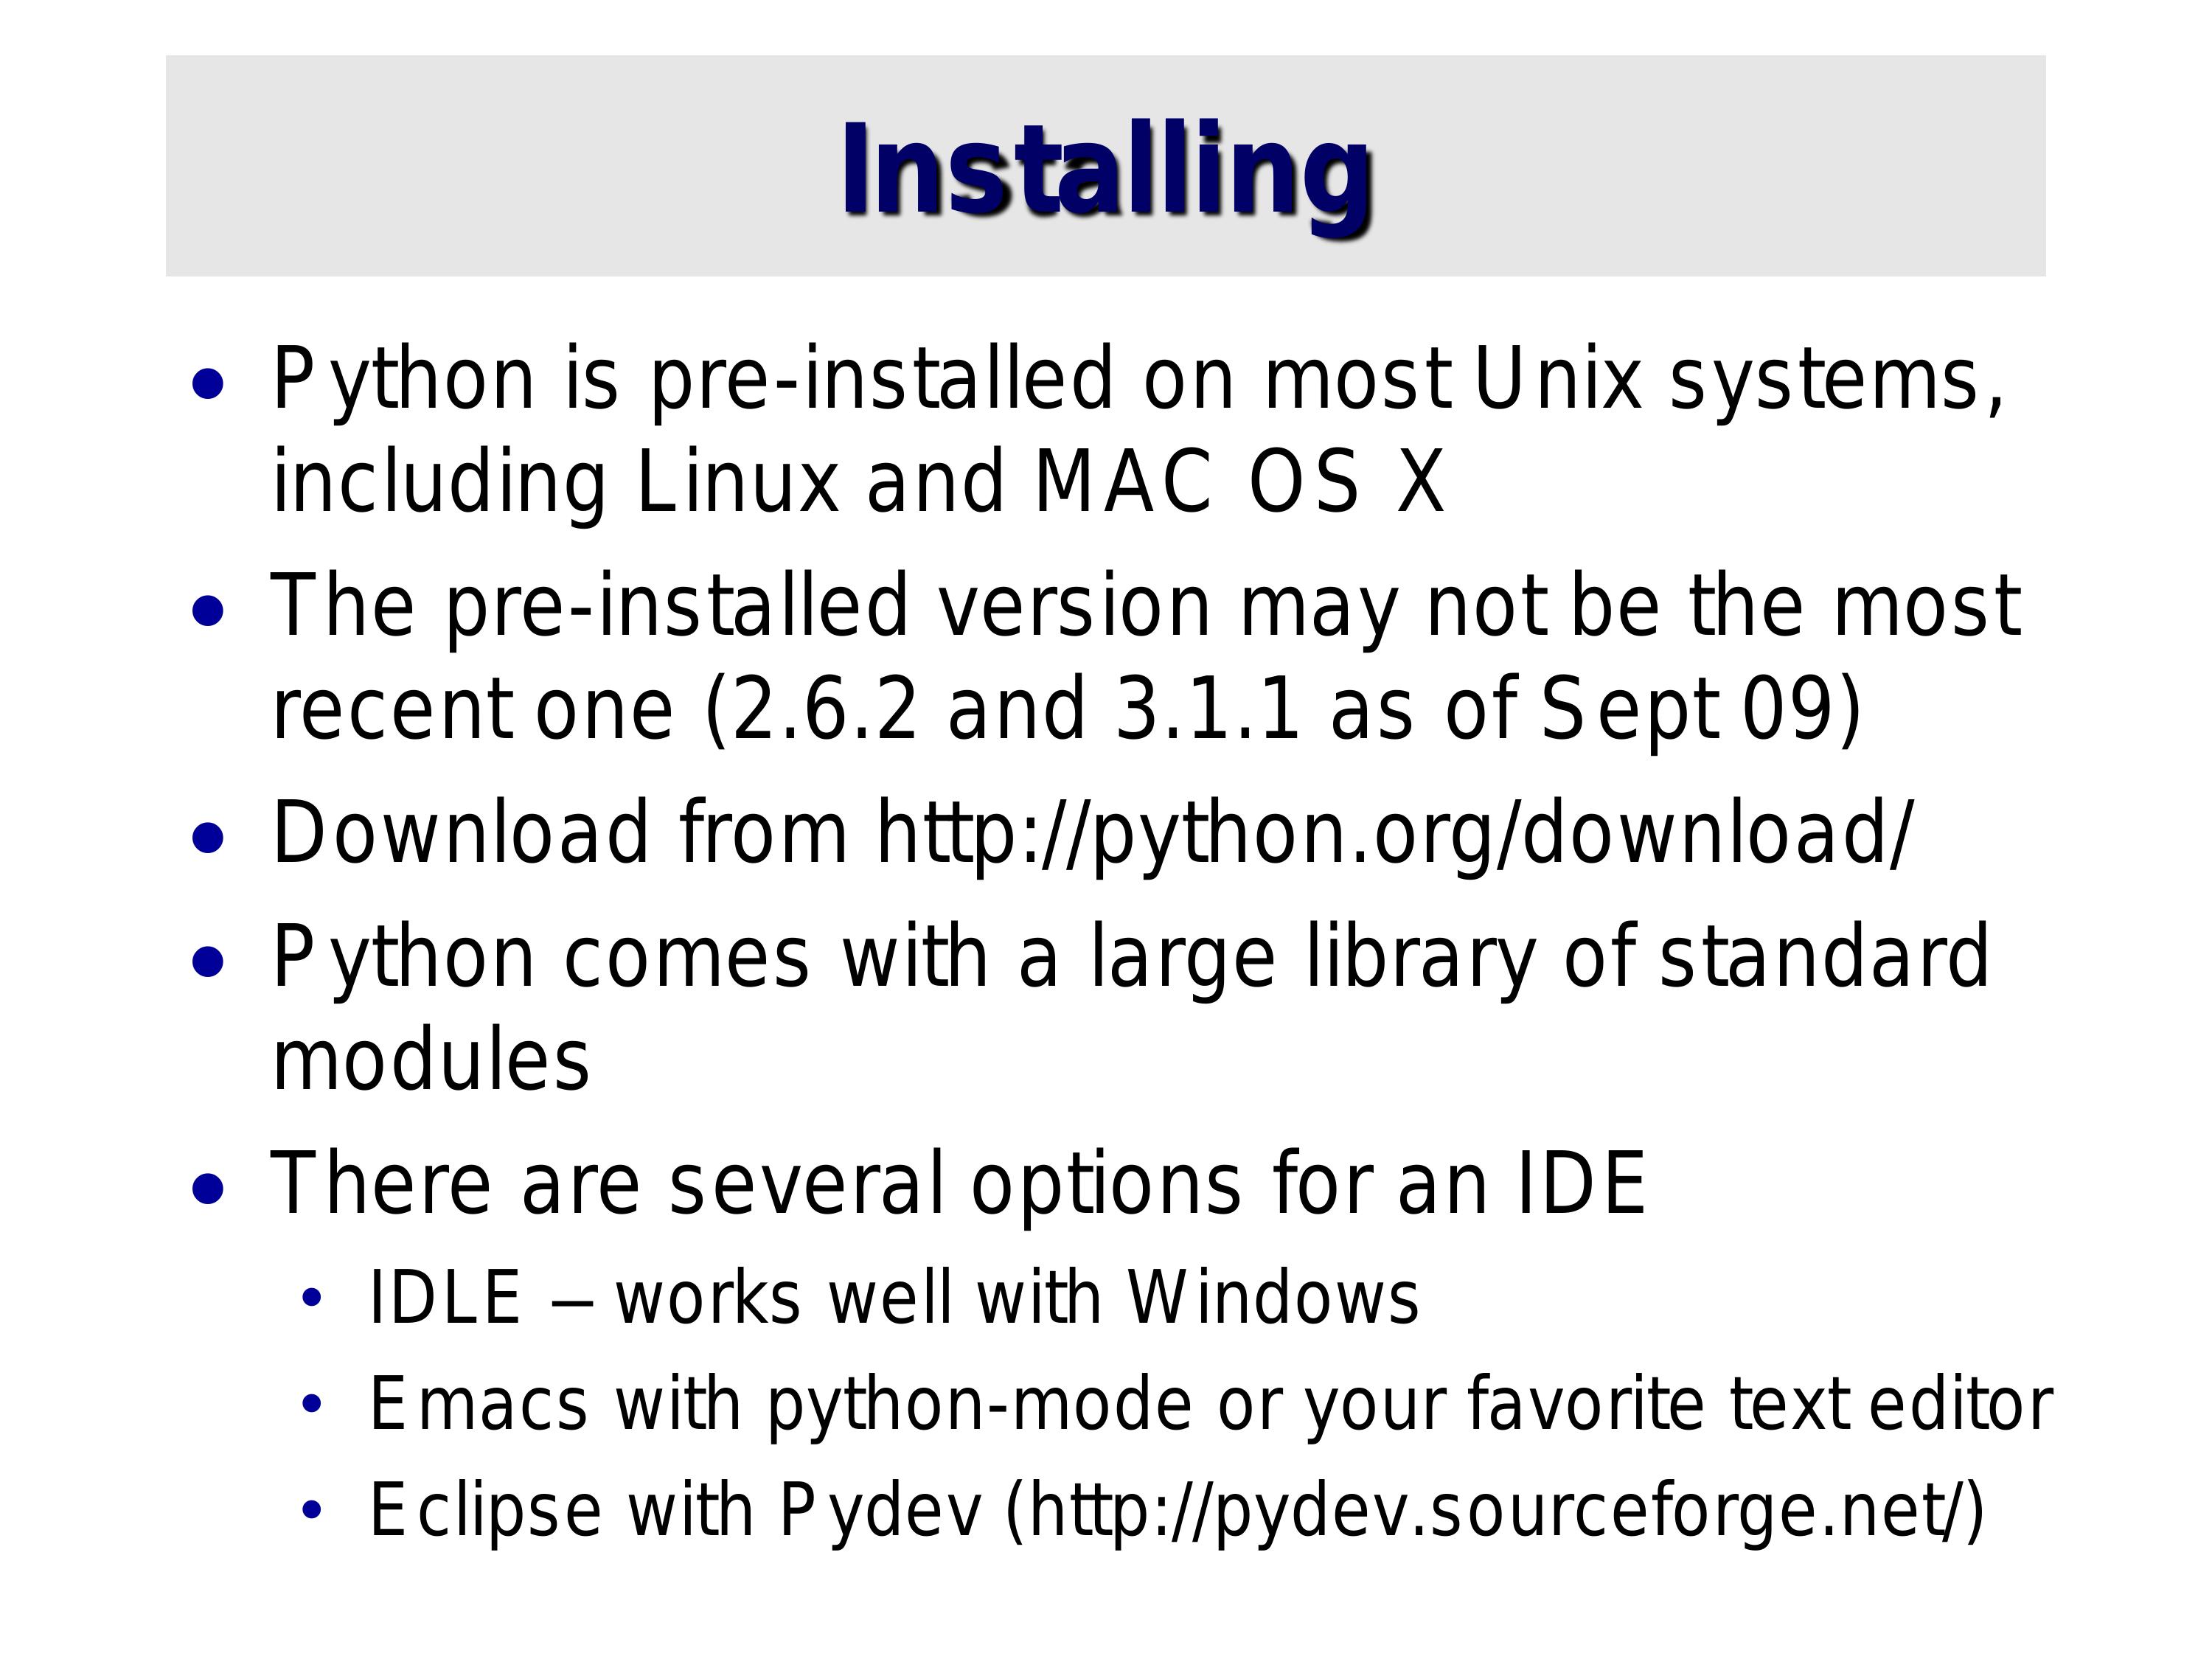 Installing
• Python is pre-installed on most Unix systems,
including Linux and MAC OS X
• The pre-installed version may not be the most
recent one (2.6.2 and 3.1.1 as of Sept 09)
• Download from http://python.org/download/
• Python comes with a large library of standard
modules
• There are several options for an IDE
• IDLE – works well with Windows
• Emacs with python-mode or your favorite text editor
• Eclipse with Pydev (http://pydev.sourceforge.net/)